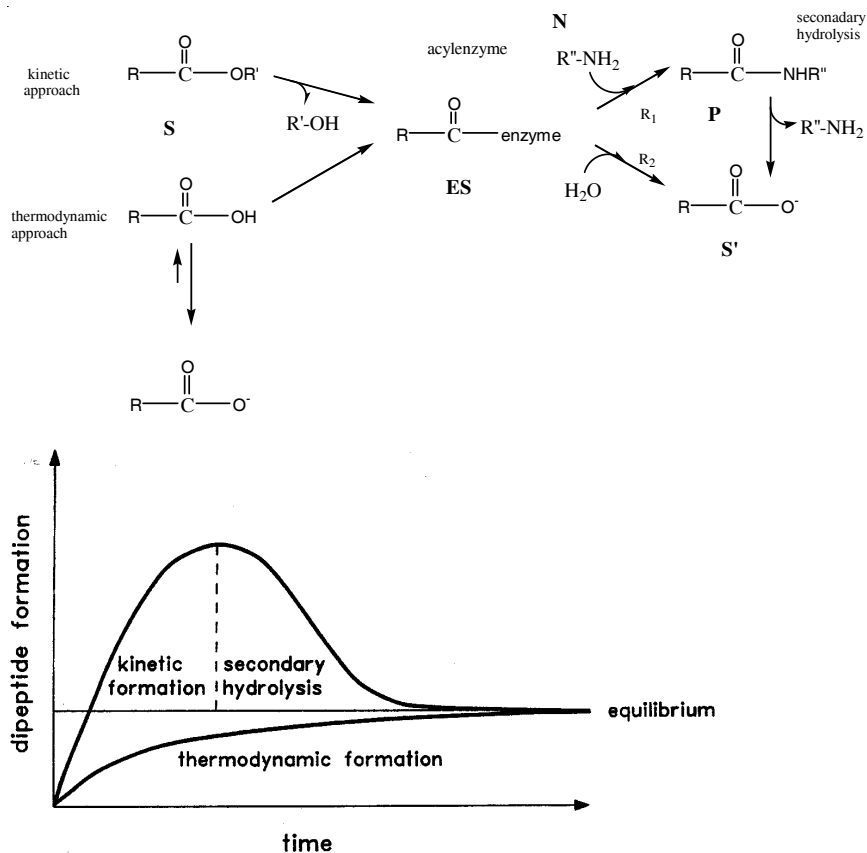 kinetic
approach
O
R
C
OR'
S
R'-OH
thermodynamic
approach
O
R
C
OH
O
R
C
O-
acylenzyme
O
R
C
enzyme
ES
N
R"-NH2
R1
R2
H2O
seconadary
hydrolysis
O
R
C
NHR"
P
R"-NH2
O
R
C
O-
S'
dipeptide formation
kinetic
formation
secondary
hydrolysis
equilibrium
thermodynamic formation
time